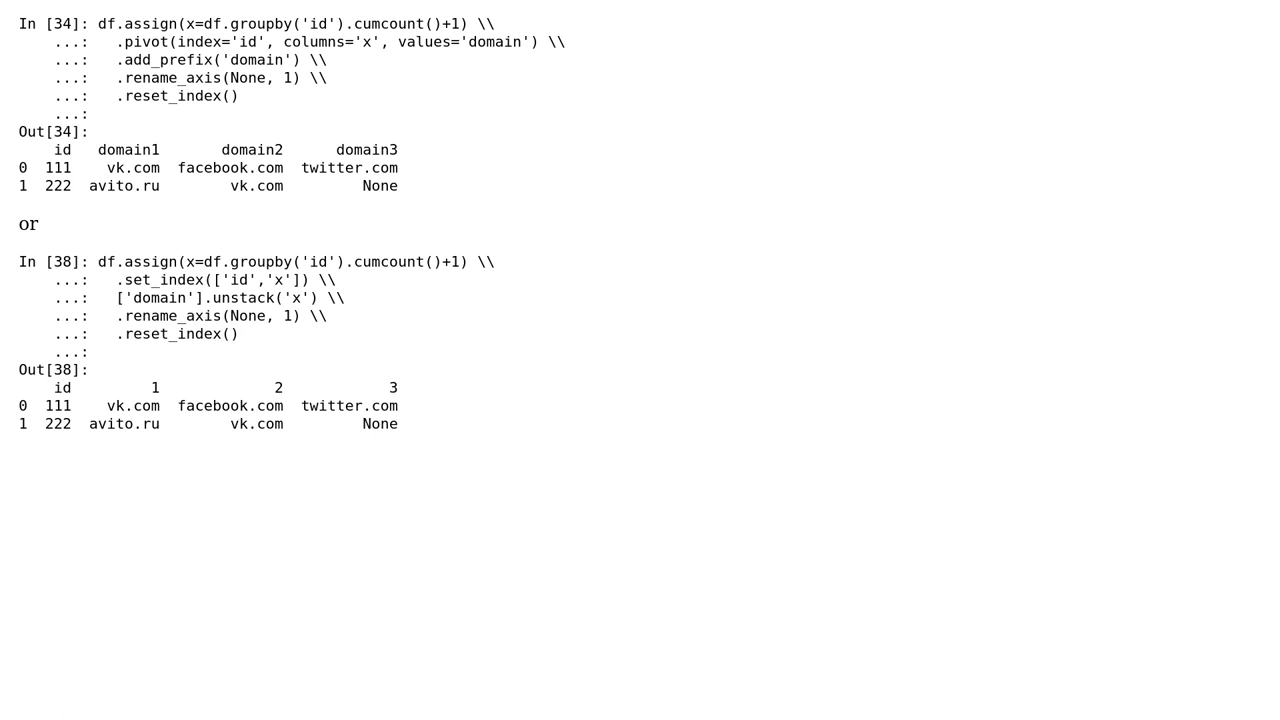 In [34]: df.assign(x=df.groupby('id').cumcount()+1) \\
    ...:   .pivot(index='id', columns='x', values='domain') \\
    ...:   .add_prefix('domain') \\
    ...:   .rename_axis(None, 1) \\
    ...:   .reset_index()
    ...:
Out[34]:
    id   domain1       domain2      domain3
0  111     vk.com  facebook.com  twitter.com
1  222  avito.ru        vk.com         None
or
In [38]: df.assign(x=df.groupby('id').cumcount()+1) \\
    ...:   .set_index(['id','x']) \\
    ...:   ['domain'].unstack('x') \\
    ...:   .rename_axis(None, 1) \\
    ...:   .reset_index()
    ...:
Out[38]:
    id         1             2            3
0  111    vk.com  facebook.com  twitter.com
1  222  avito.ru        vk.com         None